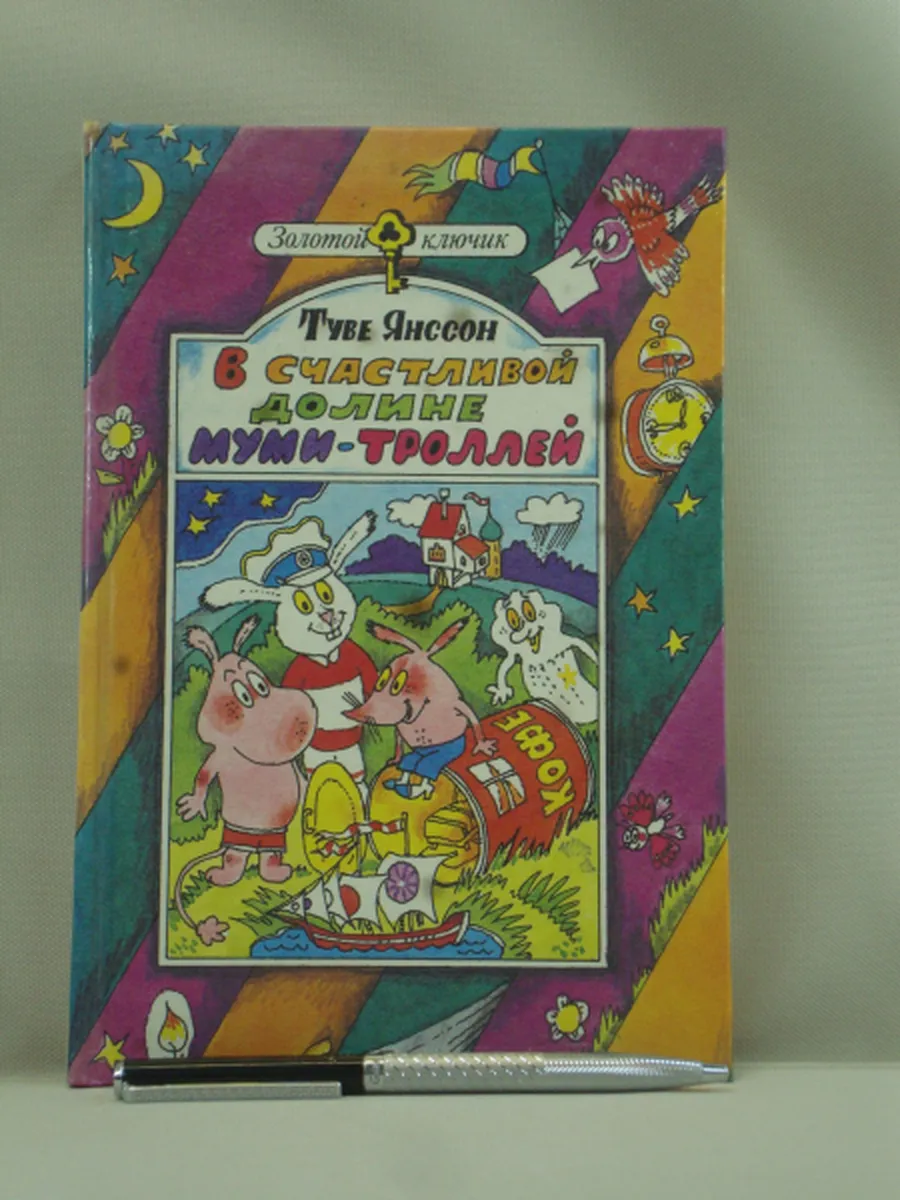 Золотой ключик
Туве Янссон
В СЧАСТЛИВОЙ
ДОЛИНЕ
МУМИ-ТРОЛЛЕЙ
КОФЕ